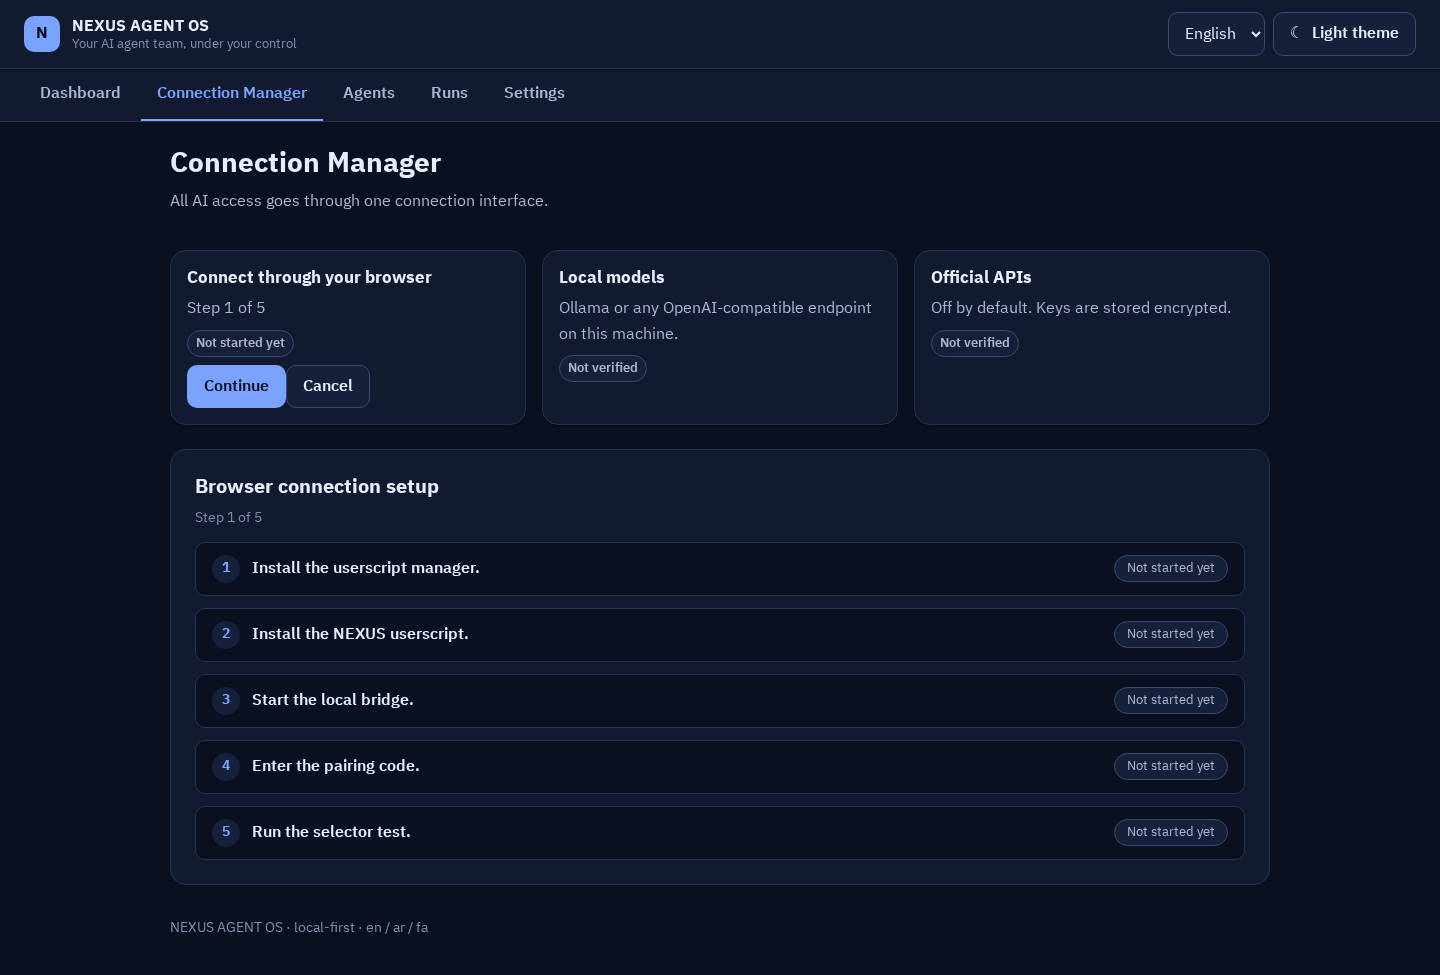 N
NEXUS AGENT OS
Your AI agent team, under your control
English
☾ Light theme
Dashboard
Connection Manager
Agents
Runs
Settings
Connection Manager
All AI access goes through one connection interface.
Connect through your browser
Step 1 of 5
Not started yet
Continue
Cancel
Local models
Ollama or any OpenAI-compatible endpoint
on this machine.
Not verified
Official APIs
Off by default. Keys are stored encrypted.
Not verified
Browser connection setup
Step 1 of 5
1 Install the userscript manager. Not started yet
2 Install the NEXUS userscript. Not started yet
3 Start the local bridge. Not started yet
4 Enter the pairing code. Not started yet
5 Run the selector test. Not started yet
NEXUS AGENT OS · local-first · en / ar / fa